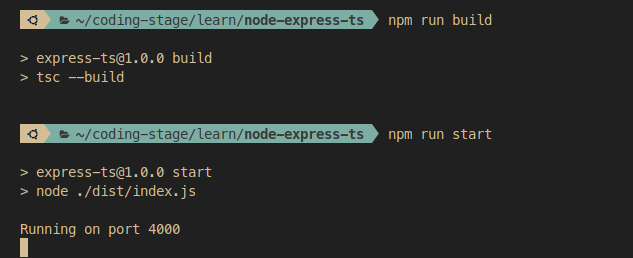 ~/coding-stage/learn/node-express-ts npm run build
> express-ts@1.0.0 build
> tsc --build
~/coding-stage/learn/node-express-ts npm run start
> express-ts@1.0.0 start
> node ./dist/index.js
Running on port 4000